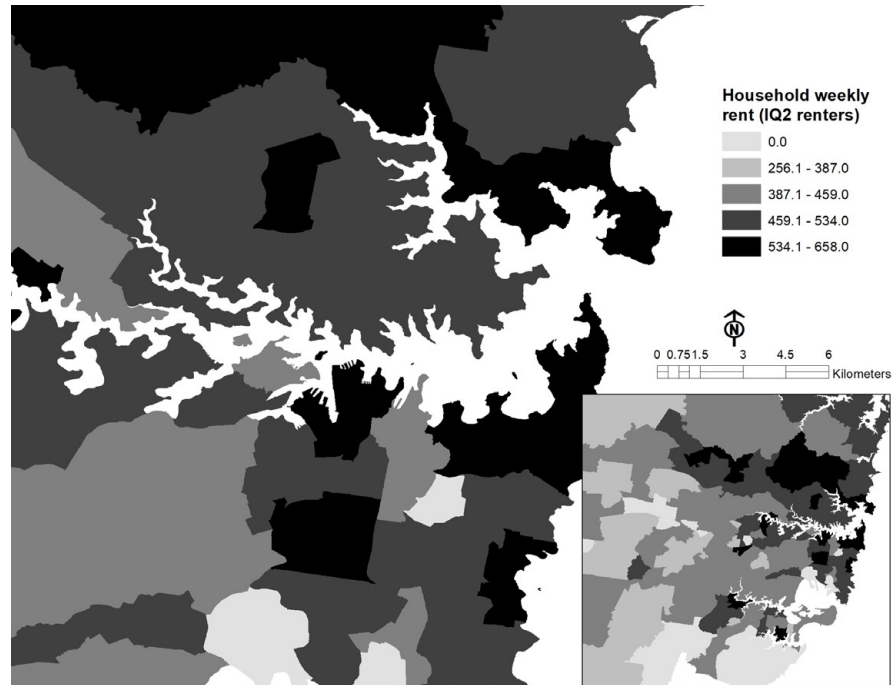 Household weekly
rent (IQ2 renters)
0.0
256.1 - 387.0
387.1 - 459.0
459.1 - 534.0
534.1 - 658.0
N
0 0.75 1.5 3 4.5 6
Kilometers